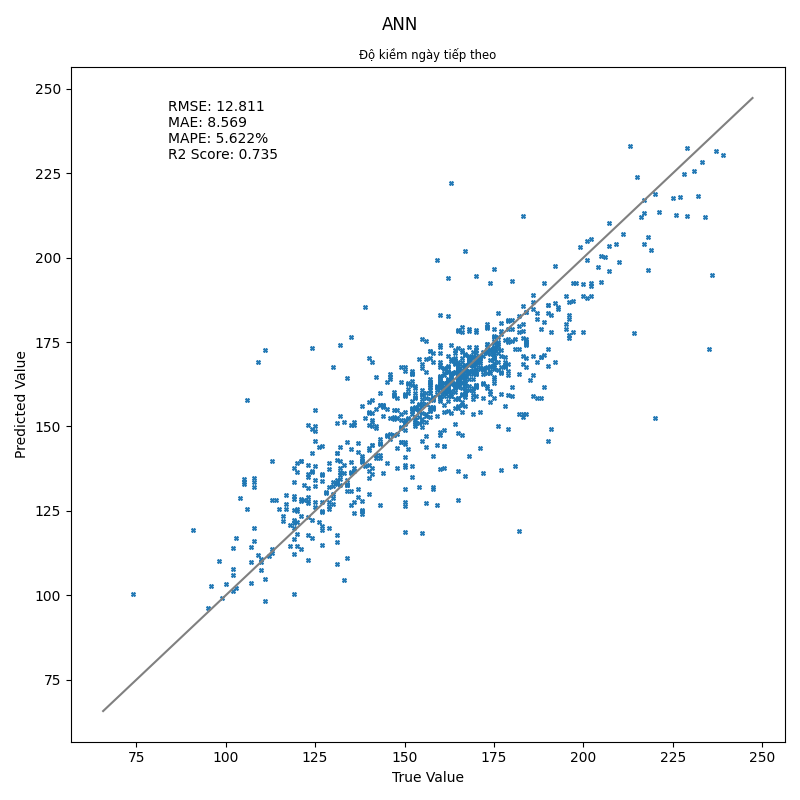 ANN
Độ kiềm ngày tiếp theo
RMSE: 12.811
MAE: 8.569
MAPE: 5.622%
R2 Score: 0.735
Predicted Value
250
225
200
175
150
125
100
75
75 100 125 150 175 200 225 250
True Value